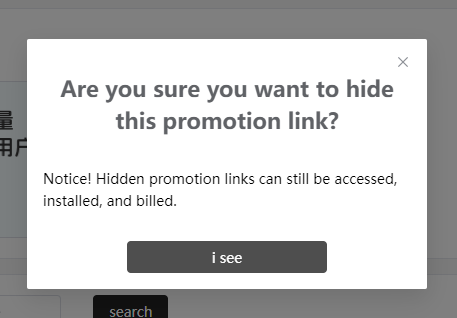 Are you sure you want to hide
this promotion link?
量
用户
Notice! Hidden promotion links can still be accessed,
installed, and billed.
i see
search